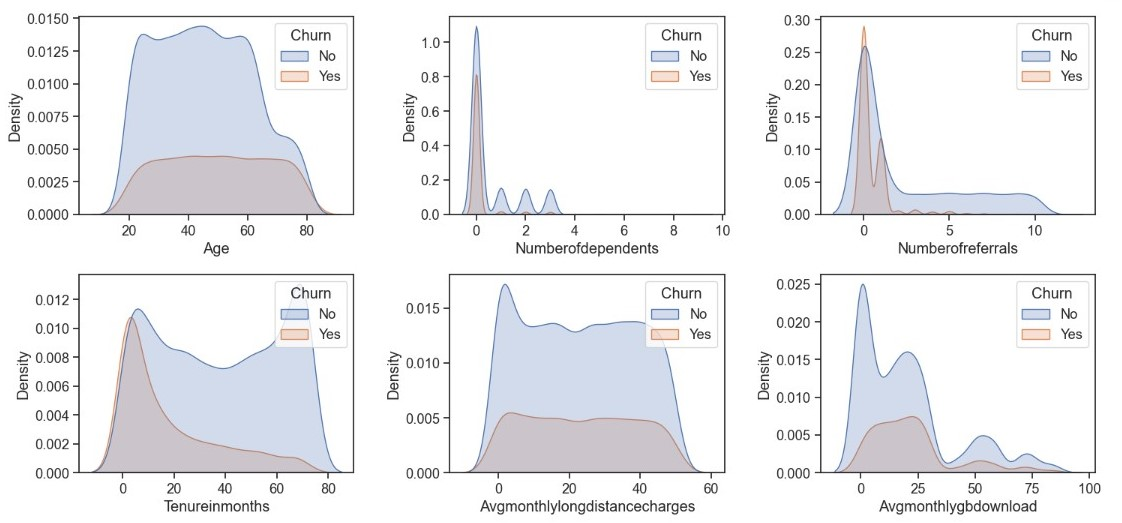 0.0150
0.0125
0.0100
0.0075
0.0050
0.0025
0.0000
Density
20 40 60 80
Age
Churn
No
Yes
1.0
0.8
0.6
0.4
0.2
0.0
Density
0 2 4 6 8 10
Numberofdependents
Churn
No
Yes
0.30
0.25
0.20
0.15
0.10
0.05
0.00
Density
0 5 10
Numberofreferrals
Churn
No
Yes
0.012
0.010
0.008
0.006
0.004
0.002
0.000
Density
0 20 40 60 80
Tenureinmonths
Churn
No
Yes
0.015
0.010
0.005
0.000
Density
0 20 40 60
Avgmonthlylongdistancecharges
Churn
No
Yes
0.025
0.020
0.015
0.010
0.005
0.000
Density
0 25 50 75 100
Avgmonthlygbdownload
Churn
No
Yes